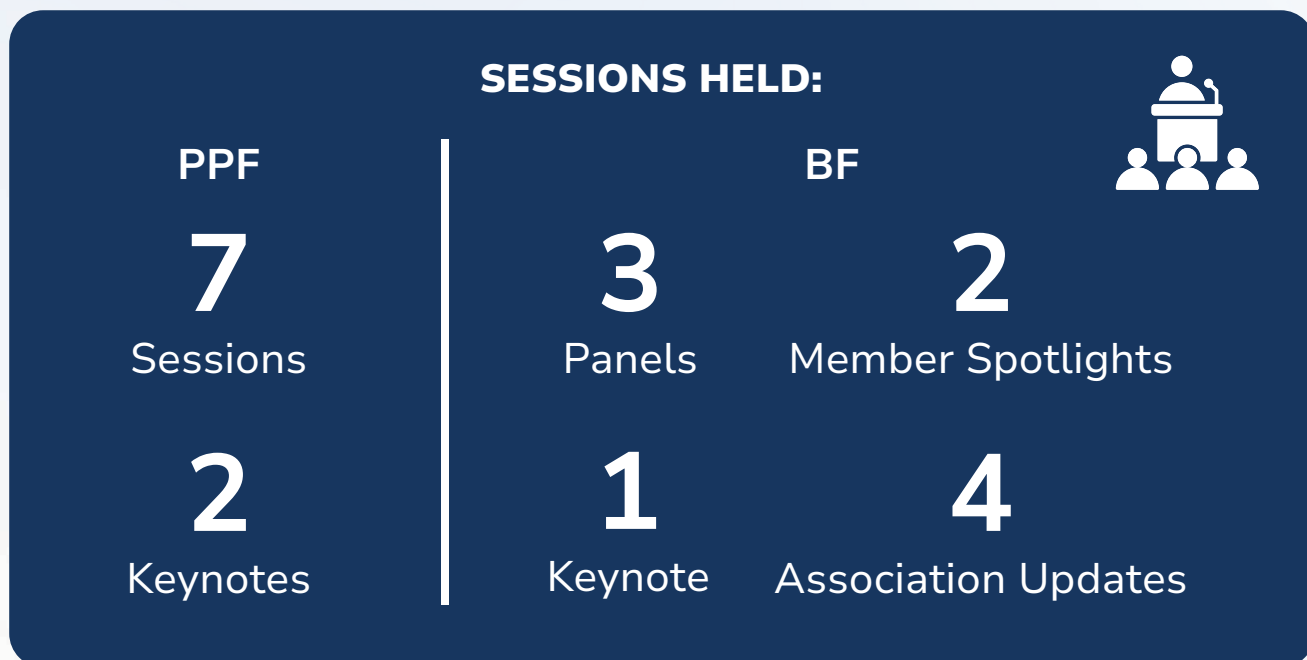 SESSIONS HELD:
PPF
7
Sessions
2
Keynotes
BF
3
Panels
2
Member Spotlights
1
Keynote
4
Association Updates